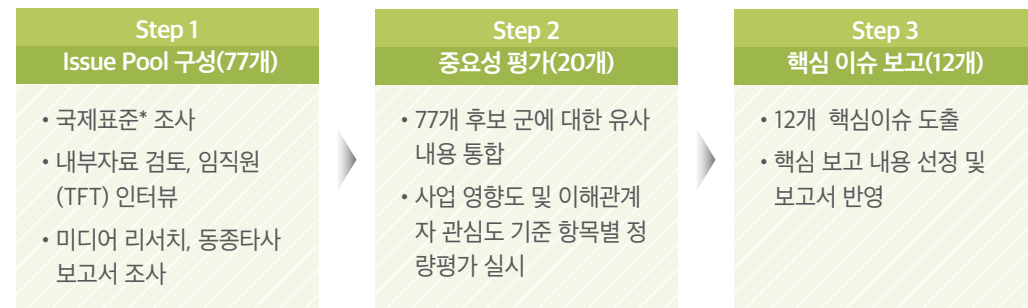 Step 1
Issue Pool 구성(77개)
• 국제표준* 조사
• 내부자료 검토, 임직원
(TFT) 인터뷰
• 미디어 리서치, 동종타사
보고서 조사
Step 2
중요성 평가(20개)
• 77개 후보 군에 대한 유사
내용 통합
• 사업 영향도 및 이해관계
자 관심도 기준 항목별 정
량평가 실시
Step 3
핵심 이슈 보고(12개)
• 12개 핵심이슈 도출
• 핵심 보고 내용 선정 및
보고서 반영